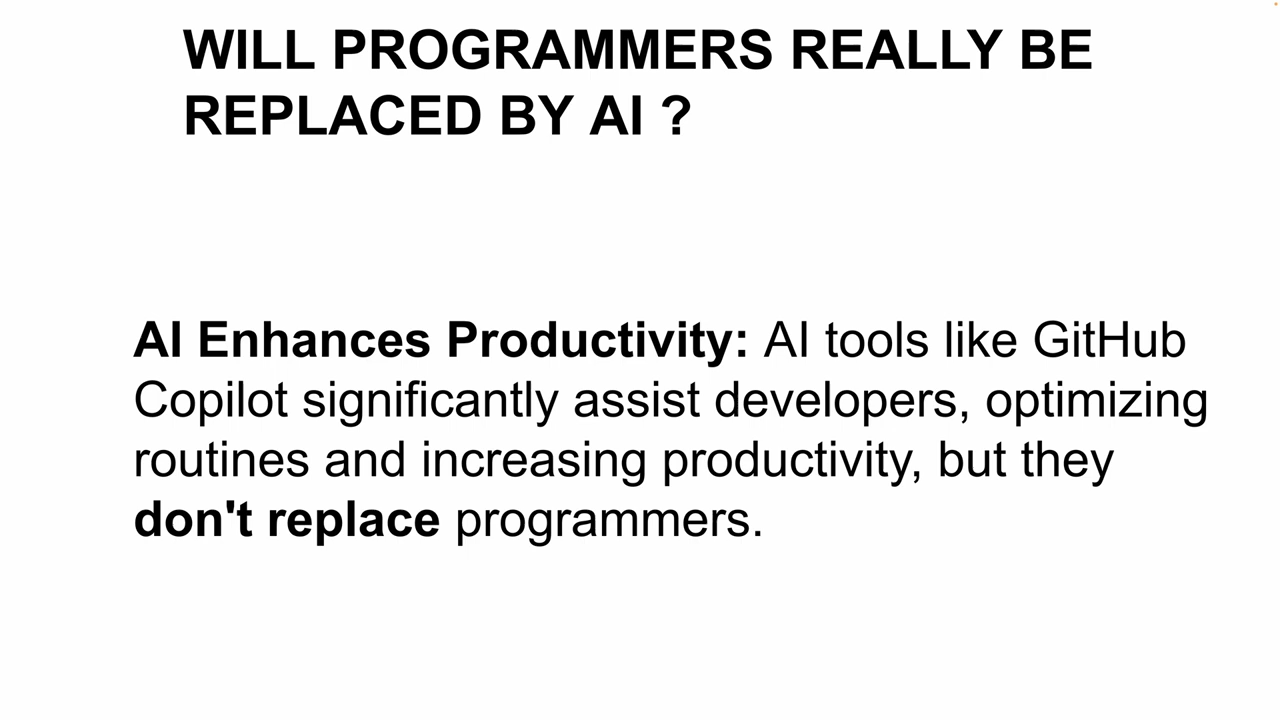 WILL PROGRAMMERS REALLY BE
REPLACED BY AI ?
AI Enhances Productivity: AI tools like GitHub
Copilot significantly assist developers, optimizing
routines and increasing productivity, but they
don't replace programmers.